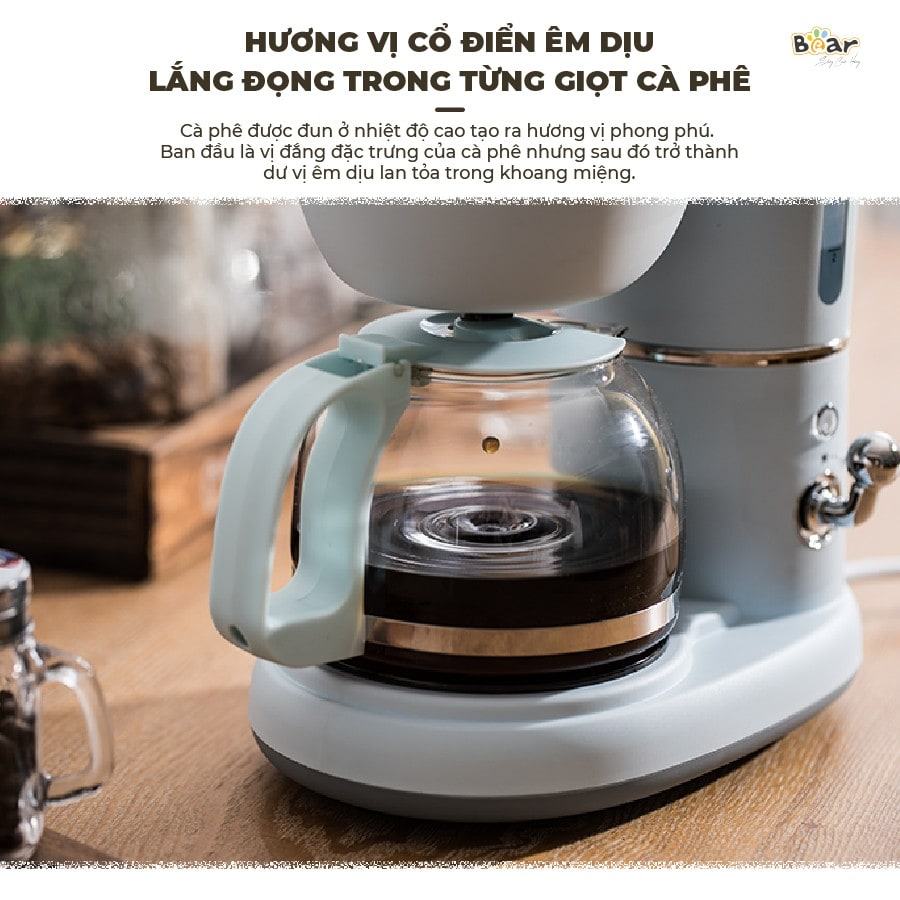 HƯƠNG VỊ CỔ ĐIỂN ÊM DỊU
LẮNG ĐỌNG TRONG TỪNG GIỌT CÀ PHÊ
Bear
Cà phê được đun ở nhiệt độ cao tạo ra hương vị phong phú.
Ban đầu là vị đắng đặc trưng của cà phê nhưng sau đó trở thành
dư vị êm dịu lan tỏa trong khoang miệng.